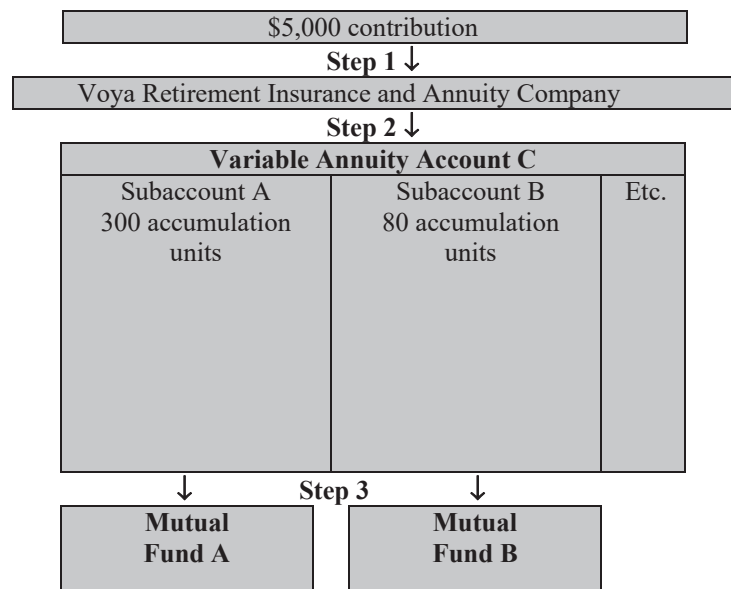 $5,000 contribution
Step 1 ↓
Voya Retirement Insurance and Annuity Company
Step 2 ↓
Variable Annuity Account C
Subaccount A
300 accumulation
units
Subaccount B
80 accumulation
units
Etc.
↓ Step 3 ↓
Mutual
Fund A
Mutual
Fund B